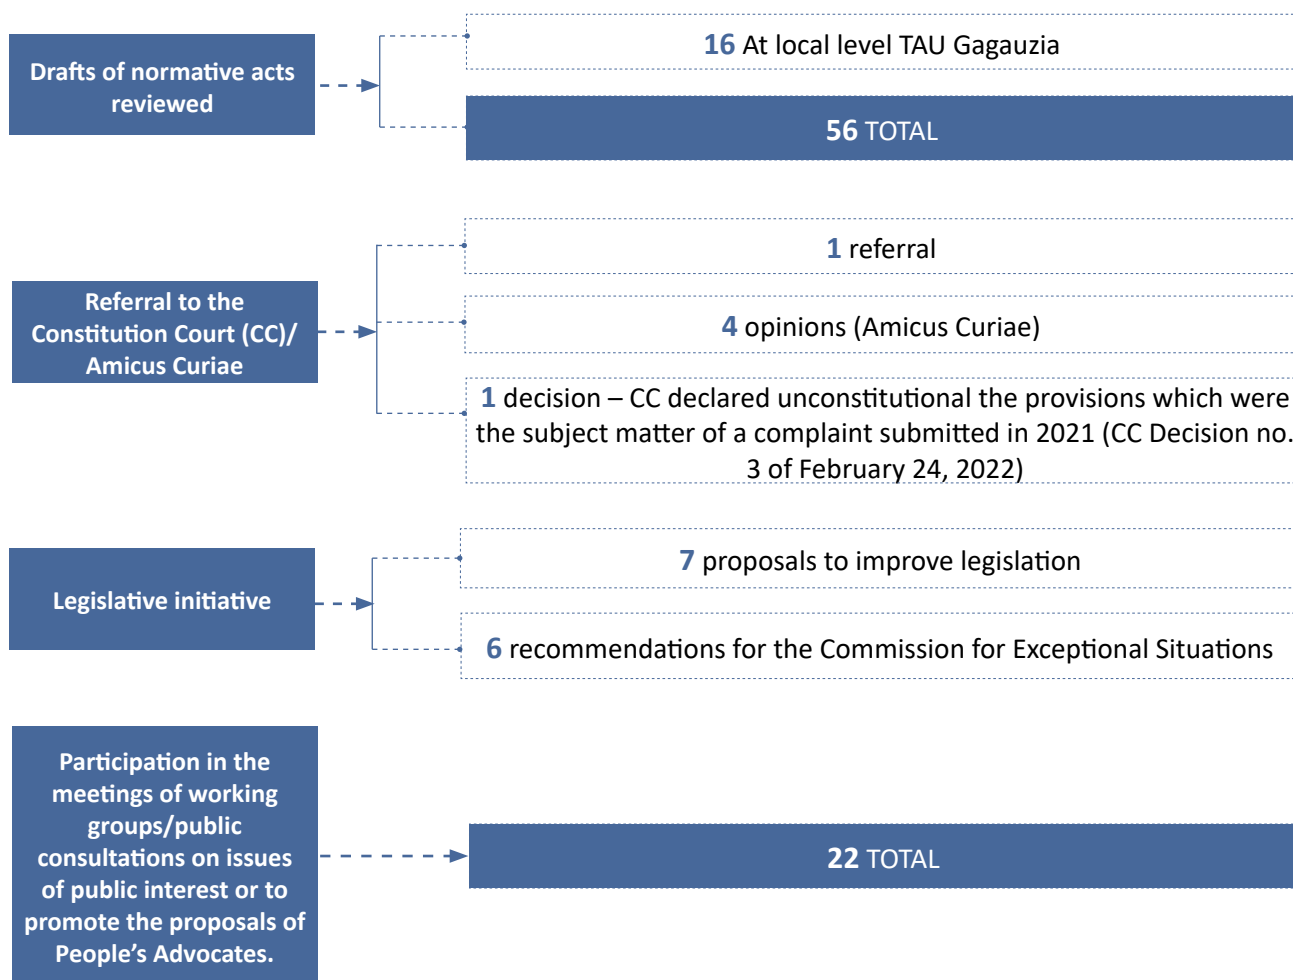 Drafts of normative acts
reviewed
16 At local level TAU Gagauzia
56 TOTAL
Referral to the
Constitution Court (CC)/
Amicus Curiae
1 referral
4 opinions (Amicus Curiae)
1 decision – CC declared unconstitutional the provisions which were
the subject matter of a complaint submitted in 2021 (CC Decision no.
3 of February 24, 2022)
Legislative initiative
7 proposals to improve legislation
6 recommendations for the Commission for Exceptional Situations
Participation in the
meetings of working
groups/public
consultations on issues
of public interest or to
promote the proposals of
People’s Advocates.
22 TOTAL